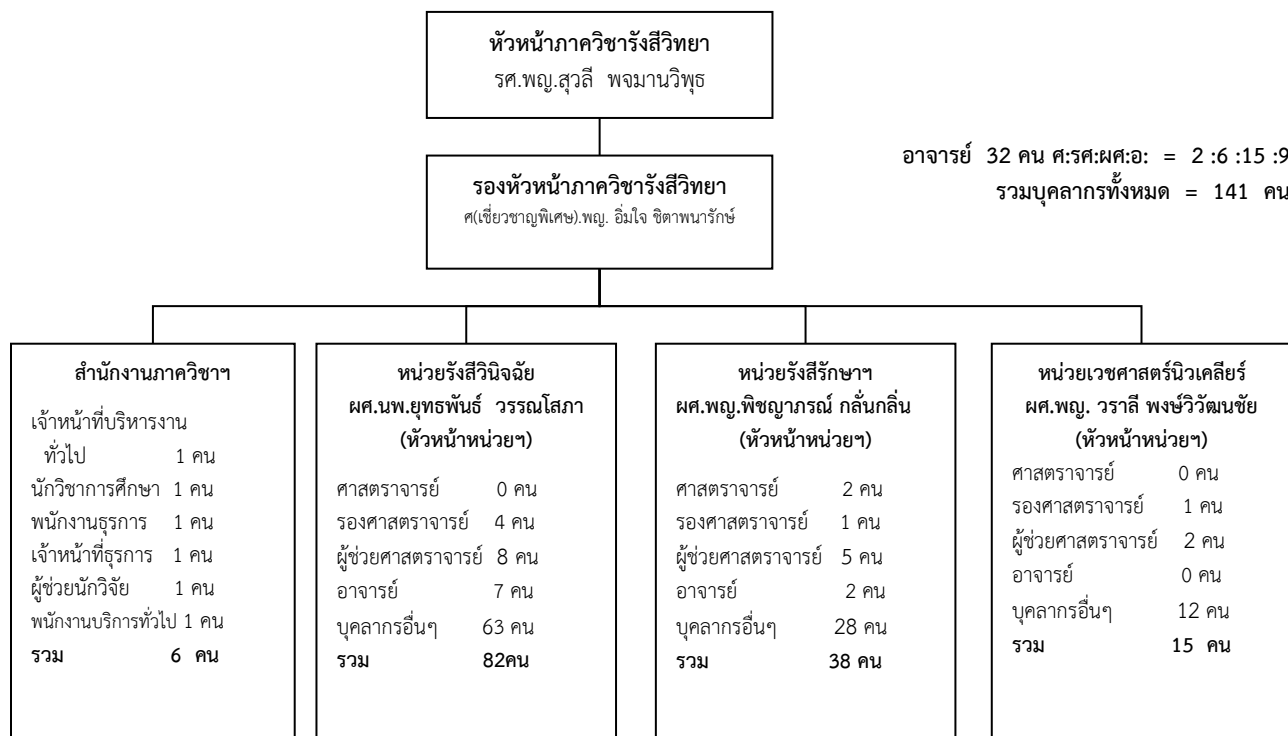 หัวหน้าภาควิชารังสีวิทยา
รศ.พญ.สุวลี พจมานวิพุธ
รองหัวหน้าภาควิชารังสีวิทยา
ศ(เชี่ยวชาญพิเศษ).พญ. อิ่มใจ ชิตาพนารักษ์
อาจารย์ 32 คน ศ:รศ:ผศ:อ: = 2 :6 :15 :9
รวมบุคลากรทั้งหมด = 141 คน
สำนักงานภาควิชาฯ
เจ้าหน้าที่บริหารงาน
ทั่วไป 1 คน
นักวิชาการศึกษา 1 คน
พนักงานธุรการ 1 คน
เจ้าหน้าที่ธุรการ 1 คน
ผู้ช่วยนักวิจัย 1 คน
พนักงานบริการทั่วไป 1 คน
รวม 6 คน
หน่วยรังสีวินิจฉัย
ผศ.นพ.ยุทธพันธ์ วรรณโสภา
(หัวหน้าหน่วยฯ)
ศาสตราจารย์ 0 คน
รองศาสตราจารย์ 4 คน
ผู้ช่วยศาสตราจารย์ 8 คน
อาจารย์ 7 คน
บุคลากรอื่นๆ 63 คน
รวม 82คน
หน่วยรังสีรักษาฯ
ผศ.พญ.พิชญาภรณ์ กลั่นกลิ่น
(หัวหน้าหน่วยฯ)
ศาสตราจารย์ 2 คน
รองศาสตราจารย์ 1 คน
ผู้ช่วยศาสตราจารย์ 5 คน
อาจารย์ 2 คน
บุคลากรอื่นๆ 28 คน
รวม 38 คน
หน่วยเวชศาสตร์นิวเคลียร์
ผศ.พญ. วราลี พงษ์วิวัฒนชัย
(หัวหน้าหน่วยฯ)
ศาสตราจารย์ 0 คน
รองศาสตราจารย์ 1 คน
ผู้ช่วยศาสตราจารย์ 2 คน
อาจารย์ 0 คน
บุคลากรอื่นๆ 12 คน
รวม 15 คน